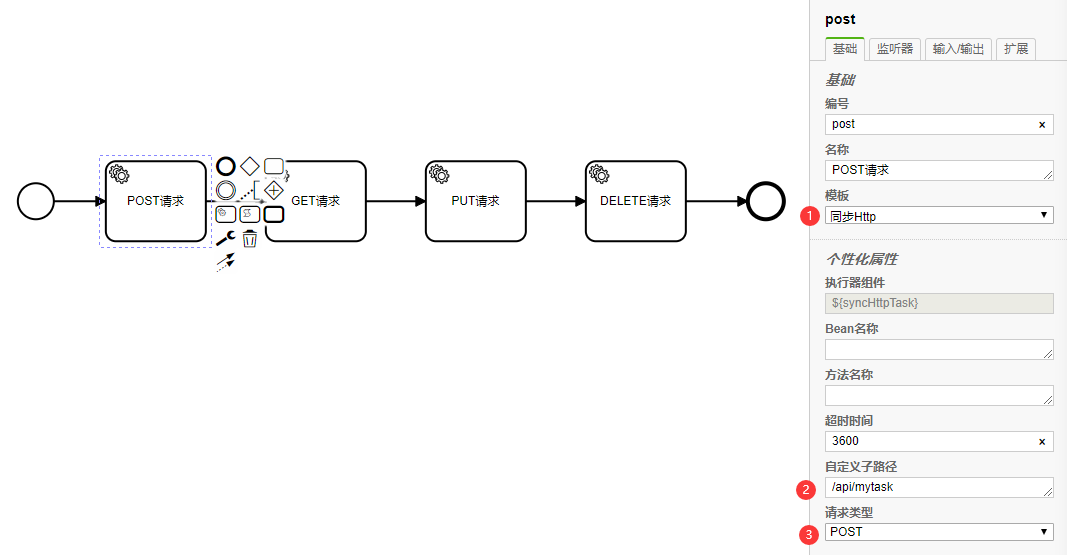 post
基础 监听器 输入/输出 扩展
基础
编号
post ×
名称
POST请求
模板
1 同步Http
个性化属性
执行器组件
${syncHttpTask}
Bean名称
方法名称
超时时间
3600 ×
自定义子路径
2 /api/mytask
请求类型
3 POST
POST请求 GET请求 PUT请求 DELETE请求